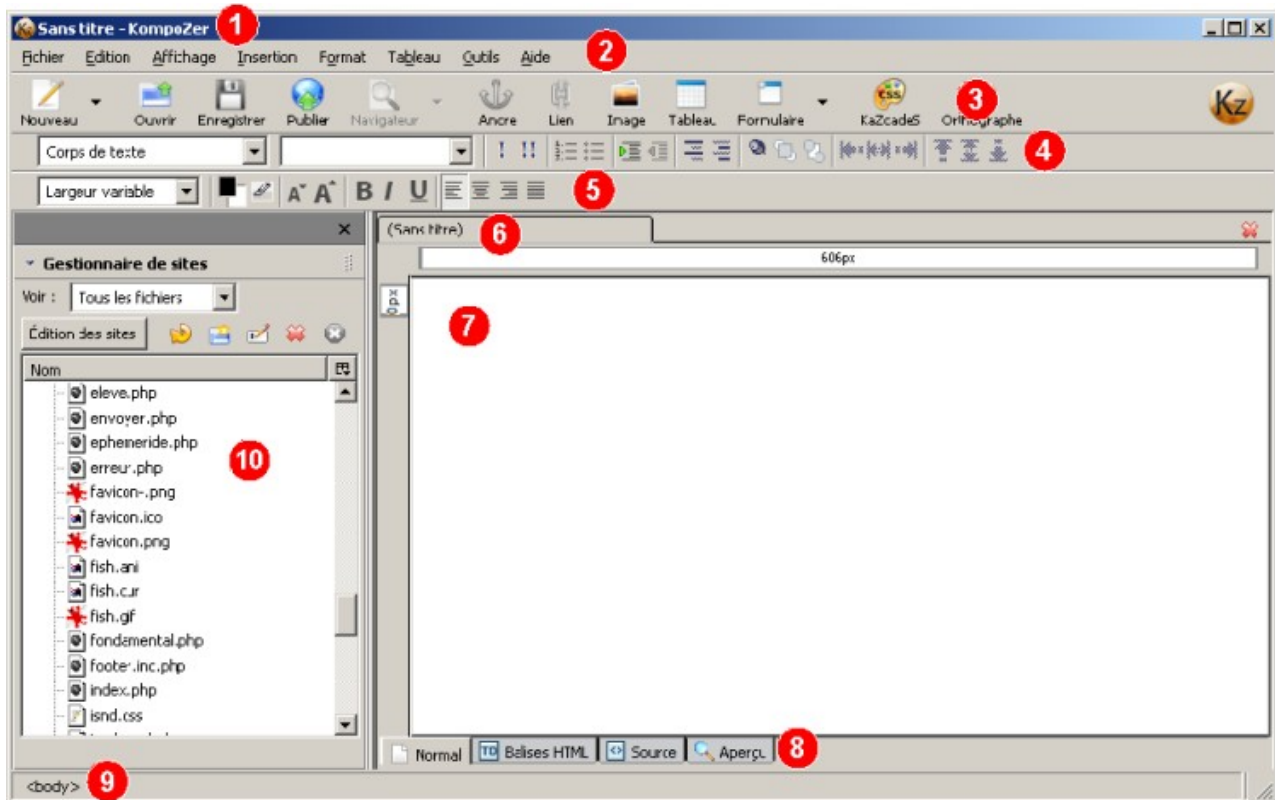 Sans titre - KompoZer 1
Fichier Edition Affichage Insertion Format Tableau Outils Aide 2
Nouveau Ouvrir Enregistrer Publier Navigateur Ancre Lien Image Tableau Formulaire KaZcadeS Orthographe 3
Kz
Corps de texte 4
Largeur variable A A B I U 5
(Sans titre) 6
606px
Gestionnaire de sites
Voir : Tous les fichiers
0px
7
Édition des sites
Nom
eleve.php
envoyer.php
ephemeride.php
10
erreur.php
favicon-.png
favicon.ico
favicon.png
fish.ani
fish.cur
fish.gif
fondamental.php
footer.inc.php
index.php
isnd.css
Normal TD Balises HTML Source Aperçu 8
<body> 9